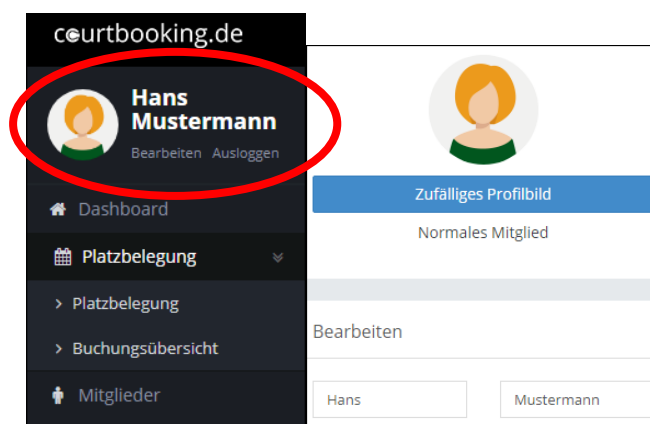 courtbooking.de
Hans
Mustermann
Bearbeiten Ausloggen
Dashboard
Platzbelegung
Platzbelegung
Buchungsübersicht
Mitglieder
Zufälliges Profilbild
Normales Mitglied
Bearbeiten
Hans
Mustermann